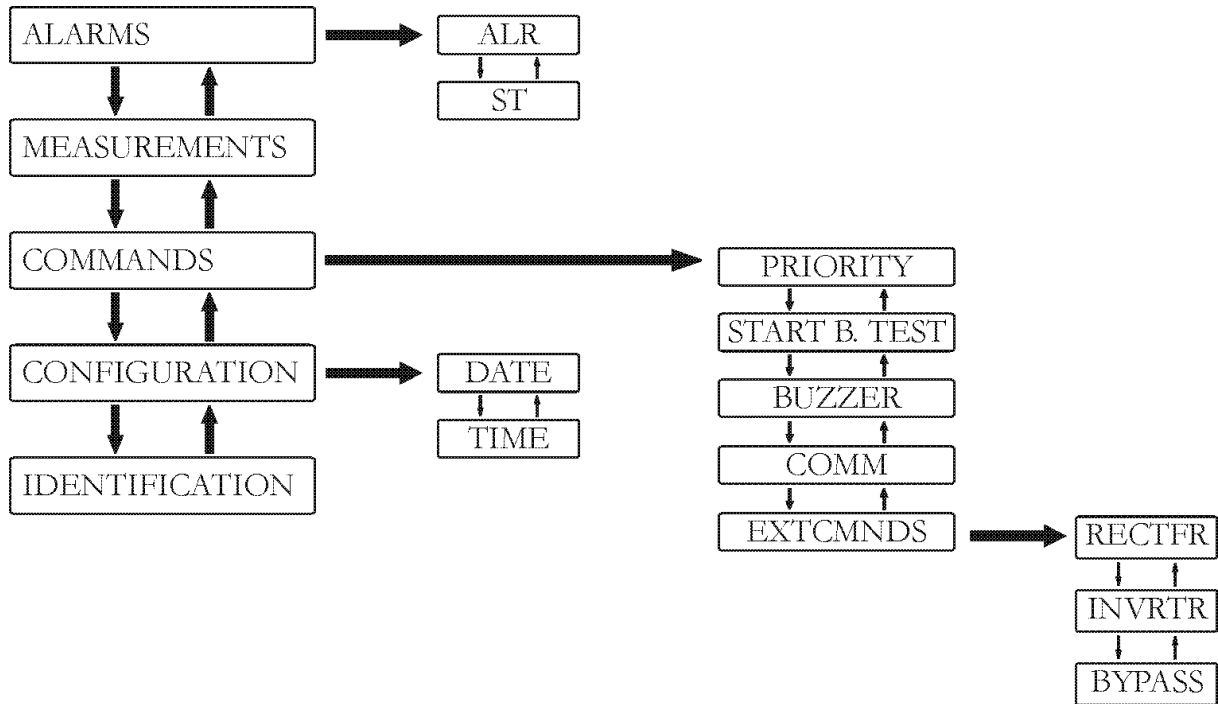 ALARMS
ALR
ST
MEASUREMENTS
COMMANDS
PRIORITY
START B. TEST
BUZZER
COMM
EXTCMNDS
CONFIGURATION
DATE
TIME
IDENTIFICATION
RECTFR
INVRTR
BYPASS